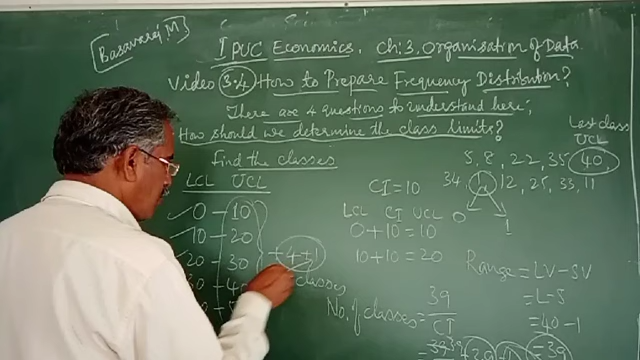 Basavaraj M
I PUC Economics. Ch: 3. Organisation of Data
Video 3.4 How to Prepare Frequency Distribution?
There are 4 questions to understand here;
How should we determine the class limits?
Find the classes
LCL UCL
0 - 10
10 - 20
20 - 30
4+1
classes
Last class
UCL
5, 8, 22, 35 40,
34 12, 25, 33, 11
0 1
CI = 10
LCL CI UCL
0 + 10 = 10
10 + 10 = 20
No. of classes = 39
CI
Range = LV - SV
= L - S
= 40 - 1
= 39